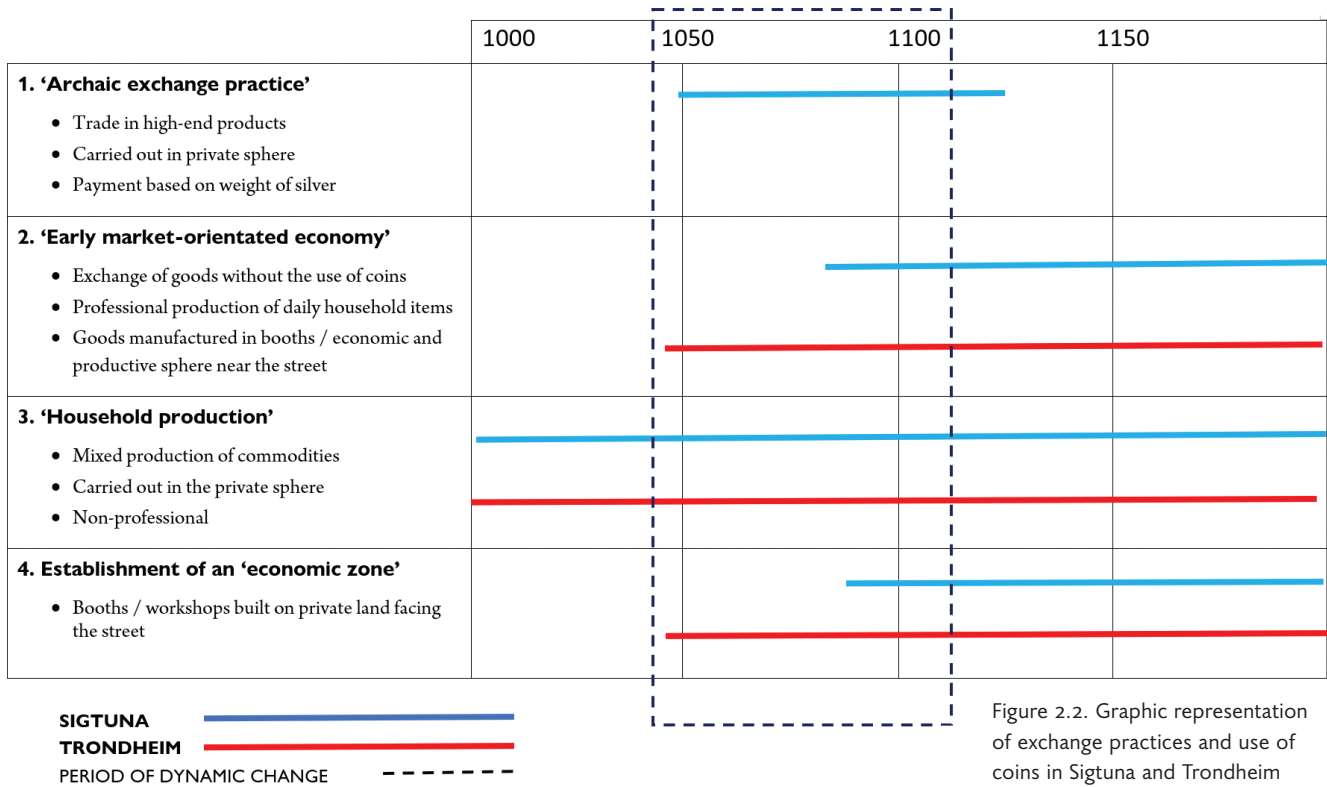 1000 1050 1100 1150
1. ‘Archaic exchange practice’
• Trade in high-end products
• Carried out in private sphere
• Payment based on weight of silver
2. ‘Early market-orientated economy’
• Exchange of goods without the use of coins
• Professional production of daily household items
• Goods manufactured in booths / economic and
productive sphere near the street
3. ‘Household production’
• Mixed production of commodities
• Carried out in the private sphere
• Non-professional
4. Establishment of an ‘economic zone’
• Booths / workshops built on private land facing
the street
SIGTUNA
TRONDHEIM
PERIOD OF DYNAMIC CHANGE
Figure 2.2. Graphic representation
of exchange practices and use of
coins in Sigtuna and Trondheim